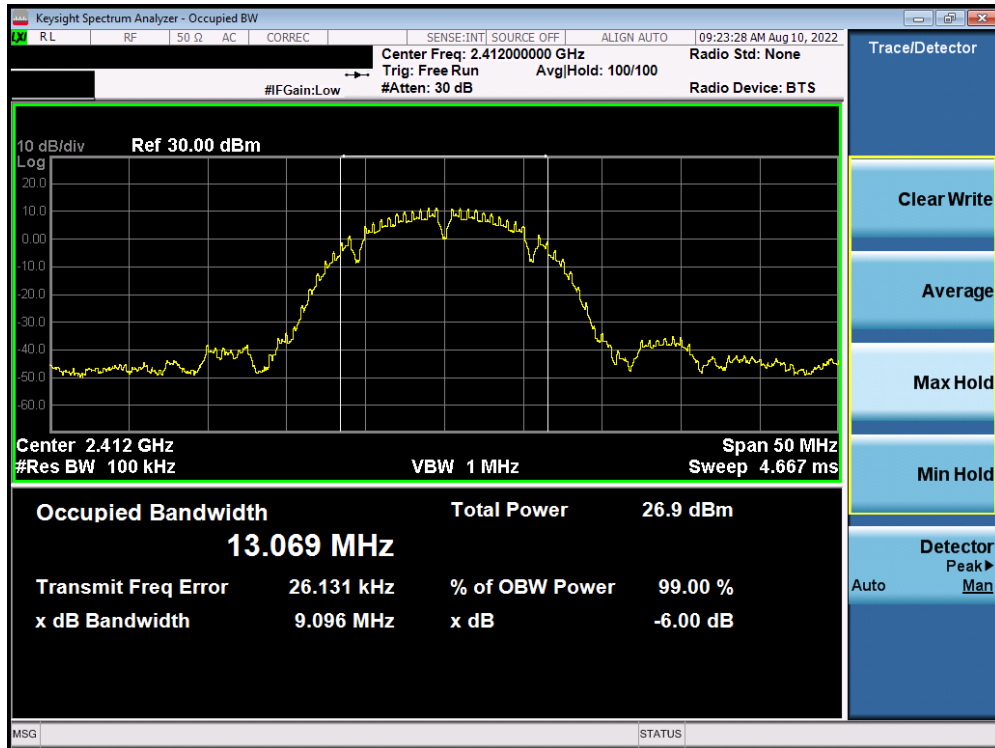 Keysight Spectrum Analyzer - Occupied BW
LXI RL RF 50 Ω AC CORREC SENSE:INT SOURCE OFF ALIGN AUTO 09:23:28 AM Aug 10, 2022
Center Freq: 2.412000000 GHz Radio Std: None
Trig: Free Run Avg|Hold: 100/100
#IFGain:Low #Atten: 30 dB Radio Device: BTS
10 dB/div Ref 30.00 dBm
Log
20.0
10.0
0.00
-10.0
-20.0
-30.0
-40.0
-50.0
-60.0
Center 2.412 GHz Span 50 MHz
#Res BW 100 kHz VBW 1 MHz Sweep 4.667 ms
Occupied Bandwidth Total Power 26.9 dBm
13.069 MHz
Transmit Freq Error 26.131 kHz % of OBW Power 99.00 %
x dB Bandwidth 9.096 MHz x dB -6.00 dB
MSG STATUS
Trace/Detector
Clear Write
Average
Max Hold
Min Hold
Detector
Peak▶
Auto Man